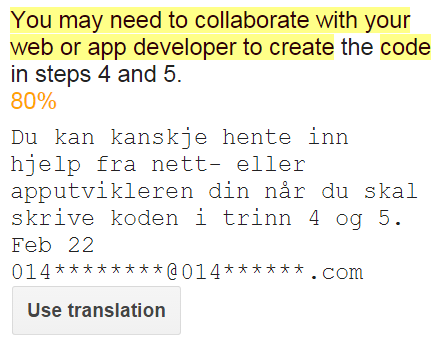 You may need to collaborate with your
web or app developer to create the code
in steps 4 and 5.
80%
Du kan kanskje hente inn
hjelp fra nett- eller
apputvikleren din når du skal
skrive koden i trinn 4 og 5.
Feb 22
014********@014******.com
Use translation